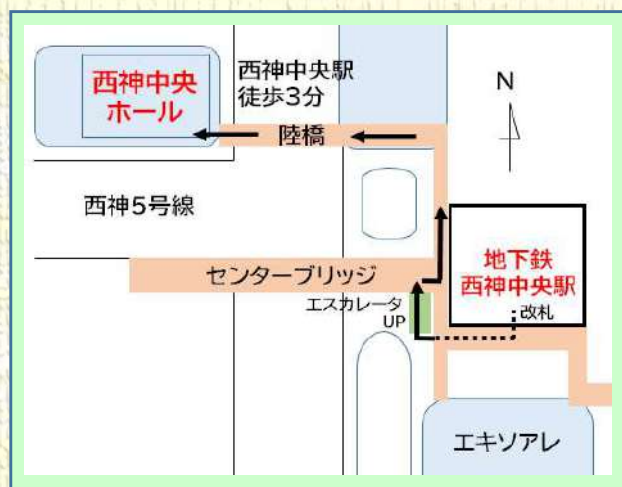 西神中央
ホール
西神中央駅
徒歩3分
N
陸橋
西神5号線
地下鉄
西神中央駅
改札
センターブリッジ
エスカレータ
UP
エキソアレ